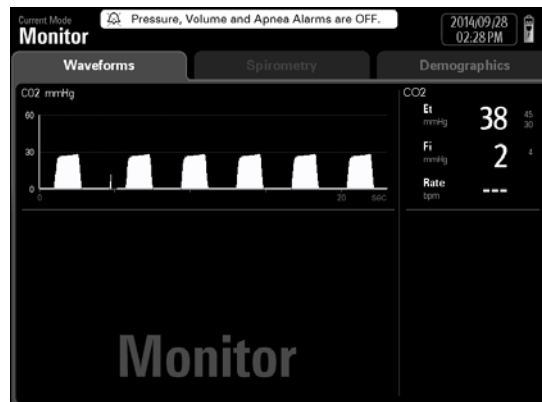 Current Mode
Monitor
Pressure, Volume and Apnea Alarms are OFF.
2014/09/28
02:28 PM
Waveforms
Spirometry
Demographics
CO2 mmHg
60
30
0
0
20
sec
CO2
Et
mmHg
38
45
30
Fi
mmHg
2
4
Rate
bpm
---
Monitor